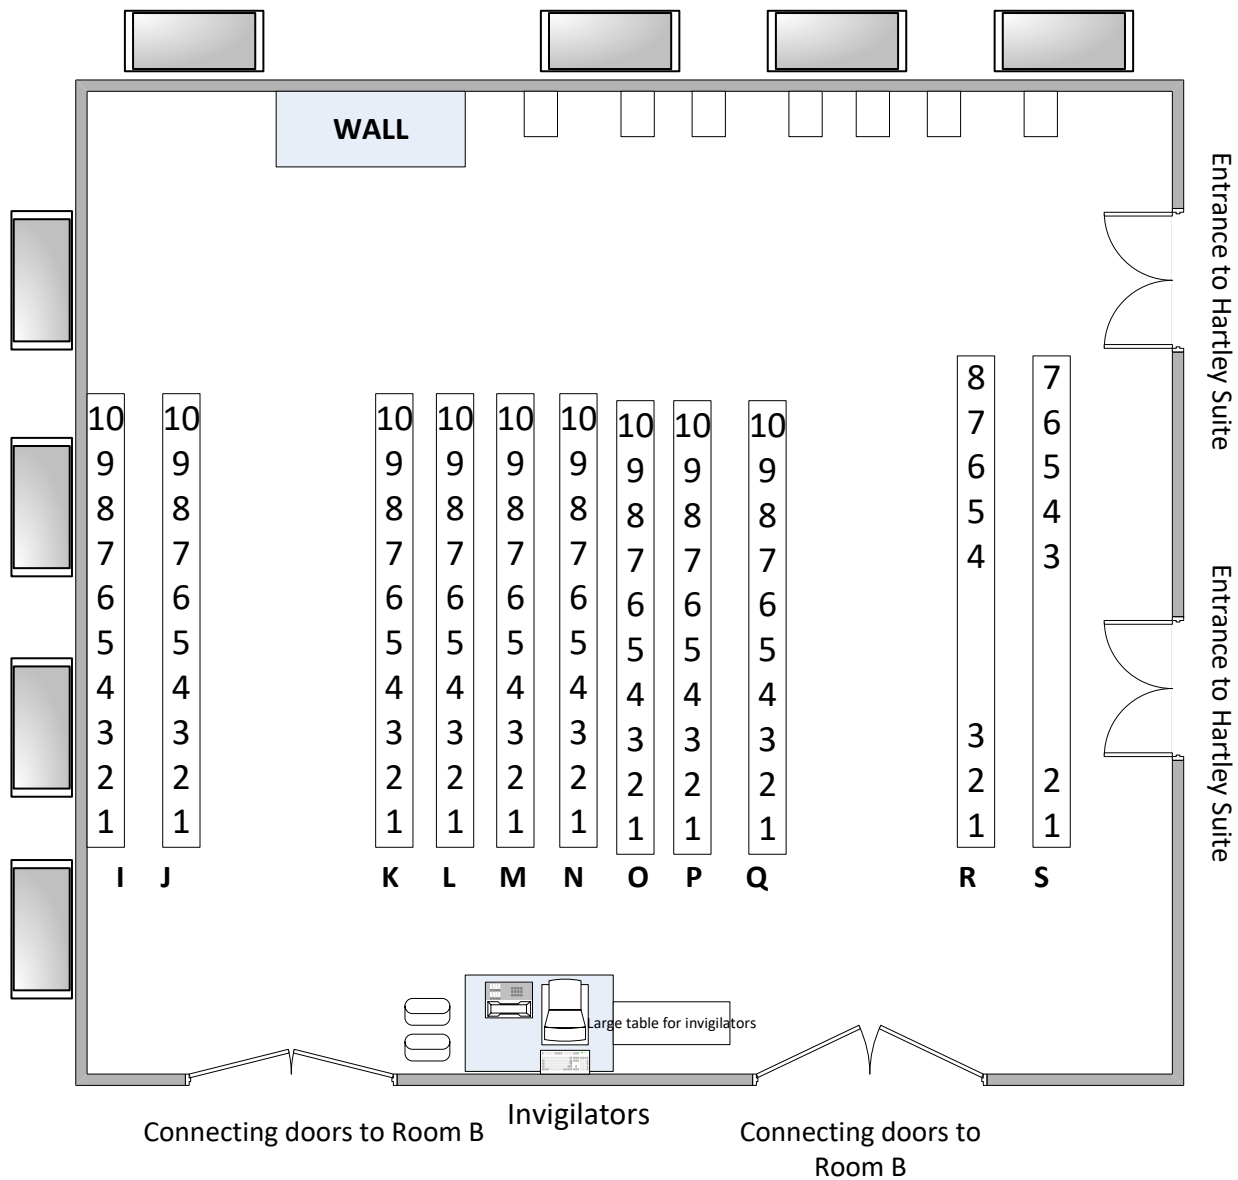 WALL
Entrance to Hartley Suite
8 7
7 6
10 10 10 10 10 10 10 10 10
9 9 9 9 9 9 9 9 9 6 5
8 8 8 8 8 8 8 8 8 5 4
7 7 7 7 7 7 7 7 7 4 3
6 6 6 6 6 6 6 6 6
5 5 5 5 5 5 5 5 5
4 4 4 4 4 4 4 4 4
3 3 3 3 3 3 3 3 3 3
2 2 2 2 2 2 2 2 2 2 2
1 1 1 1 1 1 1 1 1 1 1
I J K L M N O P Q R S
Entrance to Hartley Suite
Large table for invigilators
Invigilators
Connecting doors to Room B
Connecting doors to
Room B